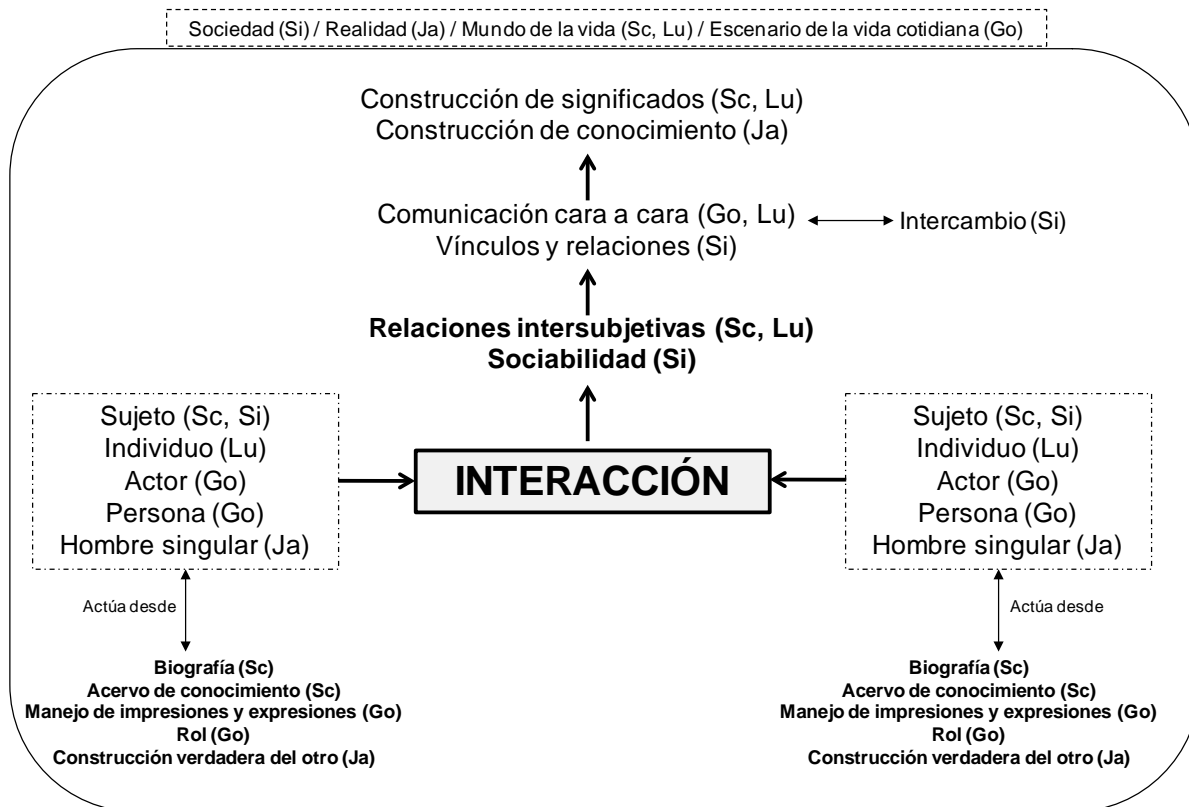 Sociedad (Si) / Realidad (Ja) / Mundo de la vida (Sc, Lu) / Escenario de la vida cotidiana (Go)
Construcción de significados (Sc, Lu)
Construcción de conocimiento (Ja)
Comunicación cara a cara (Go, Lu)
Vínculos y relaciones (Si)
Intercambio (Si)
Relaciones intersubjetivas (Sc, Lu)
Sociabilidad (Si)
Sujeto (Sc, Si)
Individuo (Lu)
Actor (Go)
Persona (Go)
Hombre singular (Ja)
INTERACCIÓN
Sujeto (Sc, Si)
Individuo (Lu)
Actor (Go)
Persona (Go)
Hombre singular (Ja)
Actúa desde
Biografía (Sc)
Acervo de conocimiento (Sc)
Manejo de impresiones y expresiones (Go)
Rol (Go)
Construcción verdadera del otro (Ja)
Actúa desde
Biografía (Sc)
Acervo de conocimiento (Sc)
Manejo de impresiones y expresiones (Go)
Rol (Go)
Construcción verdadera del otro (Ja)